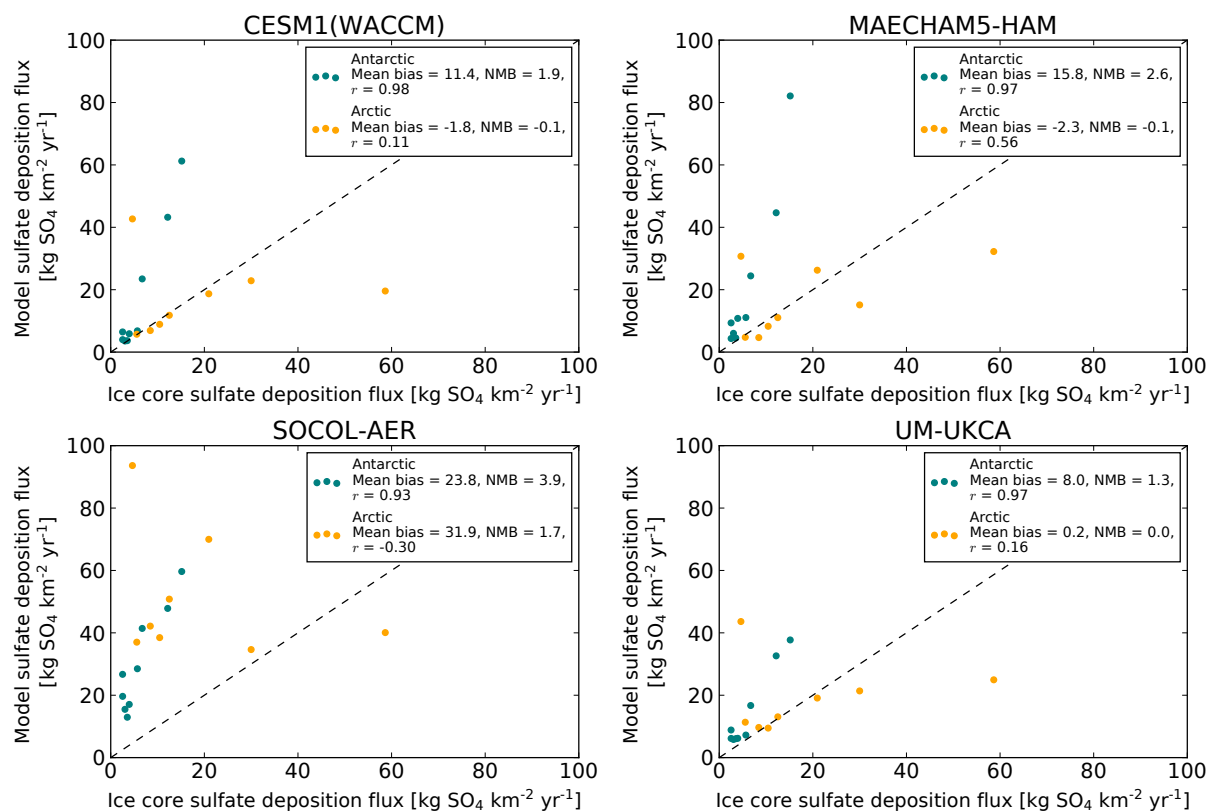 CESM1(WACCM)
100
80
60
40
20
0
0 20 40 60 80 100
Model sulfate deposition flux
[kg SO4 km-2 yr-1]
Ice core sulfate deposition flux [kg SO4 km-2 yr-1]
Antarctic
Mean bias = 11.4, NMB = 1.9,
r = 0.98
Arctic
Mean bias = -1.8, NMB = -0.1,
r = 0.11
MAECHAM5-HAM
100
80
60
40
20
0
0 20 40 60 80 100
Model sulfate deposition flux
[kg SO4 km-2 yr-1]
Ice core sulfate deposition flux [kg SO4 km-2 yr-1]
Antarctic
Mean bias = 15.8, NMB = 2.6,
r = 0.97
Arctic
Mean bias = -2.3, NMB = -0.1,
r = 0.56
SOCOL-AER
100
80
60
40
20
0
0 20 40 60 80 100
Model sulfate deposition flux
[kg SO4 km-2 yr-1]
Ice core sulfate deposition flux [kg SO4 km-2 yr-1]
Antarctic
Mean bias = 23.8, NMB = 3.9,
r = 0.93
Arctic
Mean bias = 31.9, NMB = 1.7,
r = -0.30
UM-UKCA
100
80
60
40
20
0
0 20 40 60 80 100
Model sulfate deposition flux
[kg SO4 km-2 yr-1]
Ice core sulfate deposition flux [kg SO4 km-2 yr-1]
Antarctic
Mean bias = 8.0, NMB = 1.3,
r = 0.97
Arctic
Mean bias = 0.2, NMB = 0.0,
r = 0.16